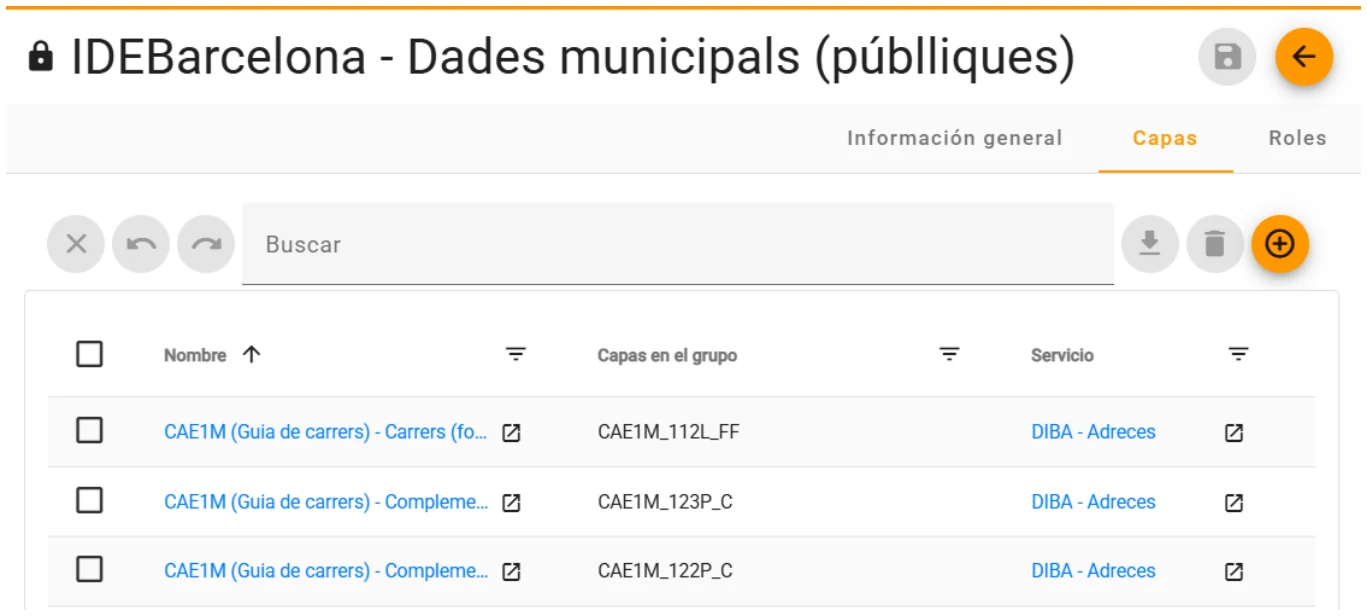 IDEBarcelona - Dades municipals (públliques)
Información general Capas Roles
Buscar
Nombre Capas en el grupo Servicio
CAE1M (Guia de carrers) - Carrers (fo... CAE1M_112L_FF DIBA - Adreces
CAE1M (Guia de carrers) - Compleme... CAE1M_123P_C DIBA - Adreces
CAE1M (Guia de carrers) - Compleme... CAE1M_122P_C DIBA - Adreces